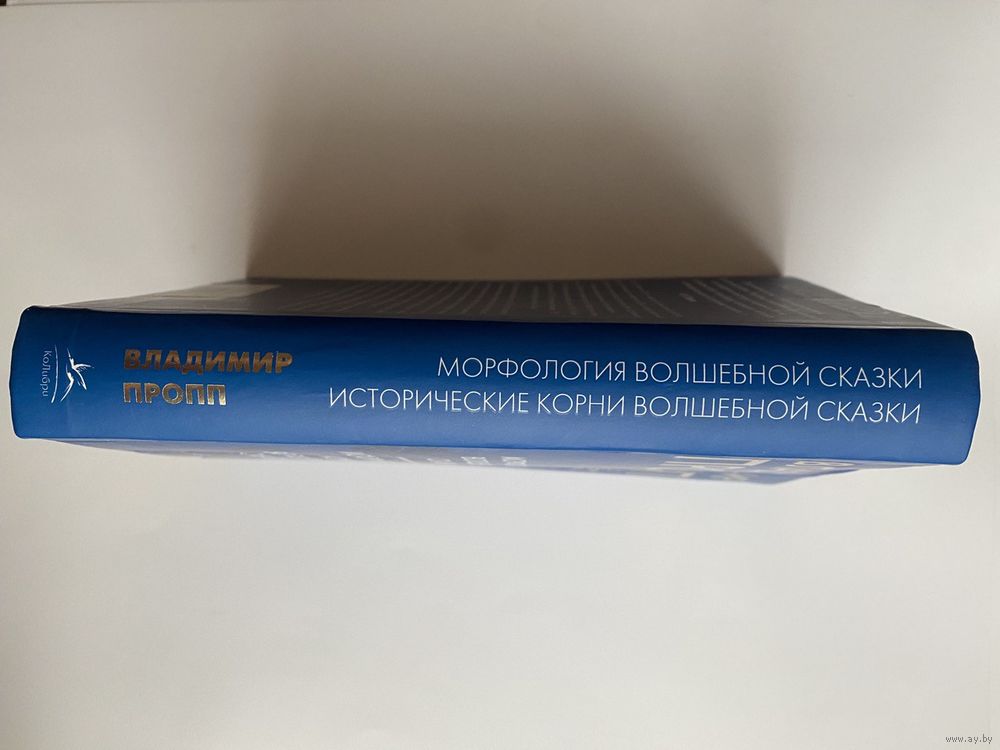 КоЛибри
ВЛАДИМИР
ПРОПП
МОРФОЛОГИЯ ВОЛШЕБНОЙ СКАЗКИ
ИСТОРИЧЕСКИЕ КОРНИ ВОЛШЕБНОЙ СКАЗКИ
www.ay.by